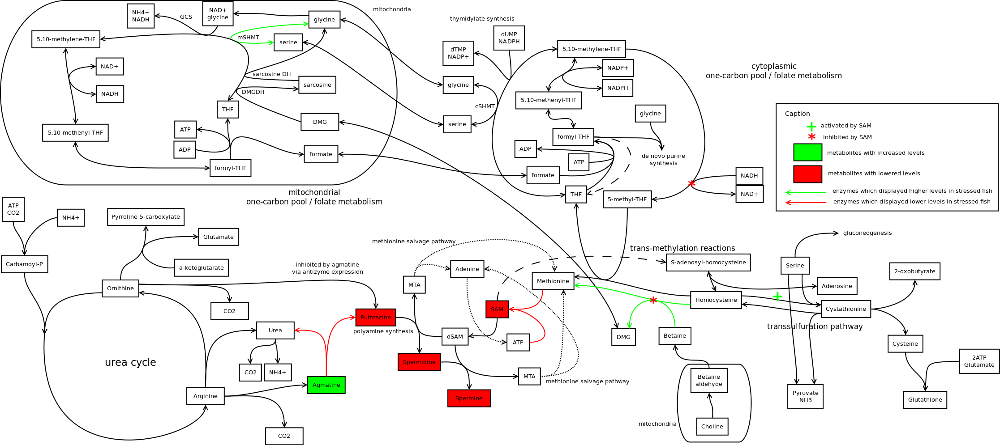 NH4+
NADH
GCS
NAD+
glycine
glycine
mitochondria
5,10-methylene-THF
mSHMT
serine
NAD+
NADH
sarcosine DH
sarcosine
DMGDH
THF
DMG
5,10-methenyl-THF
ATP
ADP
formate
formyl-THF
mitochondrial
one-carbon pool / folate metabolism
thymidylate synthesis
dUMP
NADPH
dTMP
NADP+
glycine
cSHMT
serine
5,10-methylene-THF
NADP+
NADPH
5,10-methenyl-THF
glycine
formyl-THF
ADP
ATP
de novo purine
synthesis
formate
THF
5-methyl-THF
NADH
NAD+
cytoplasmic
one-carbon pool / folate metabolism
Caption
activated by SAM
inhibited by SAM
metabolites with increased levels
metabolites with lowered levels
enzymes which displayed higher levels in stressed fish
enzymes which displayed lower levels in stressed fish
ATP
CO2
NH4+
Carbamoyl-P
Pyrroline-5-carboxylate
Glutamate
a-ketoglutarate
Ornithine
CO2
inhibited by agmatine
via antizyme expression
Urea
CO2
NH4+
urea cycle
Arginine
Agmatine
CO2
Putrescine
polyamine synthesis
Spermidine
Spermine
methionine salvage pathway
MTA
Adenine
dSAM
SAM
ATP
MTA
methionine salvage pathway
Methionine
trans-methylation reactions
S-adenosyl-homocysteine
Homocysteine
DMG
Betaine
Betaine
aldehyde
Choline
mitochondria
gluconeogenesis
Serine
Adenosine
2-oxobutyrate
Cystathionine
transsulfuration pathway
Cysteine
2ATP
Glutamate
Pyruvate
NH3
Glutathione